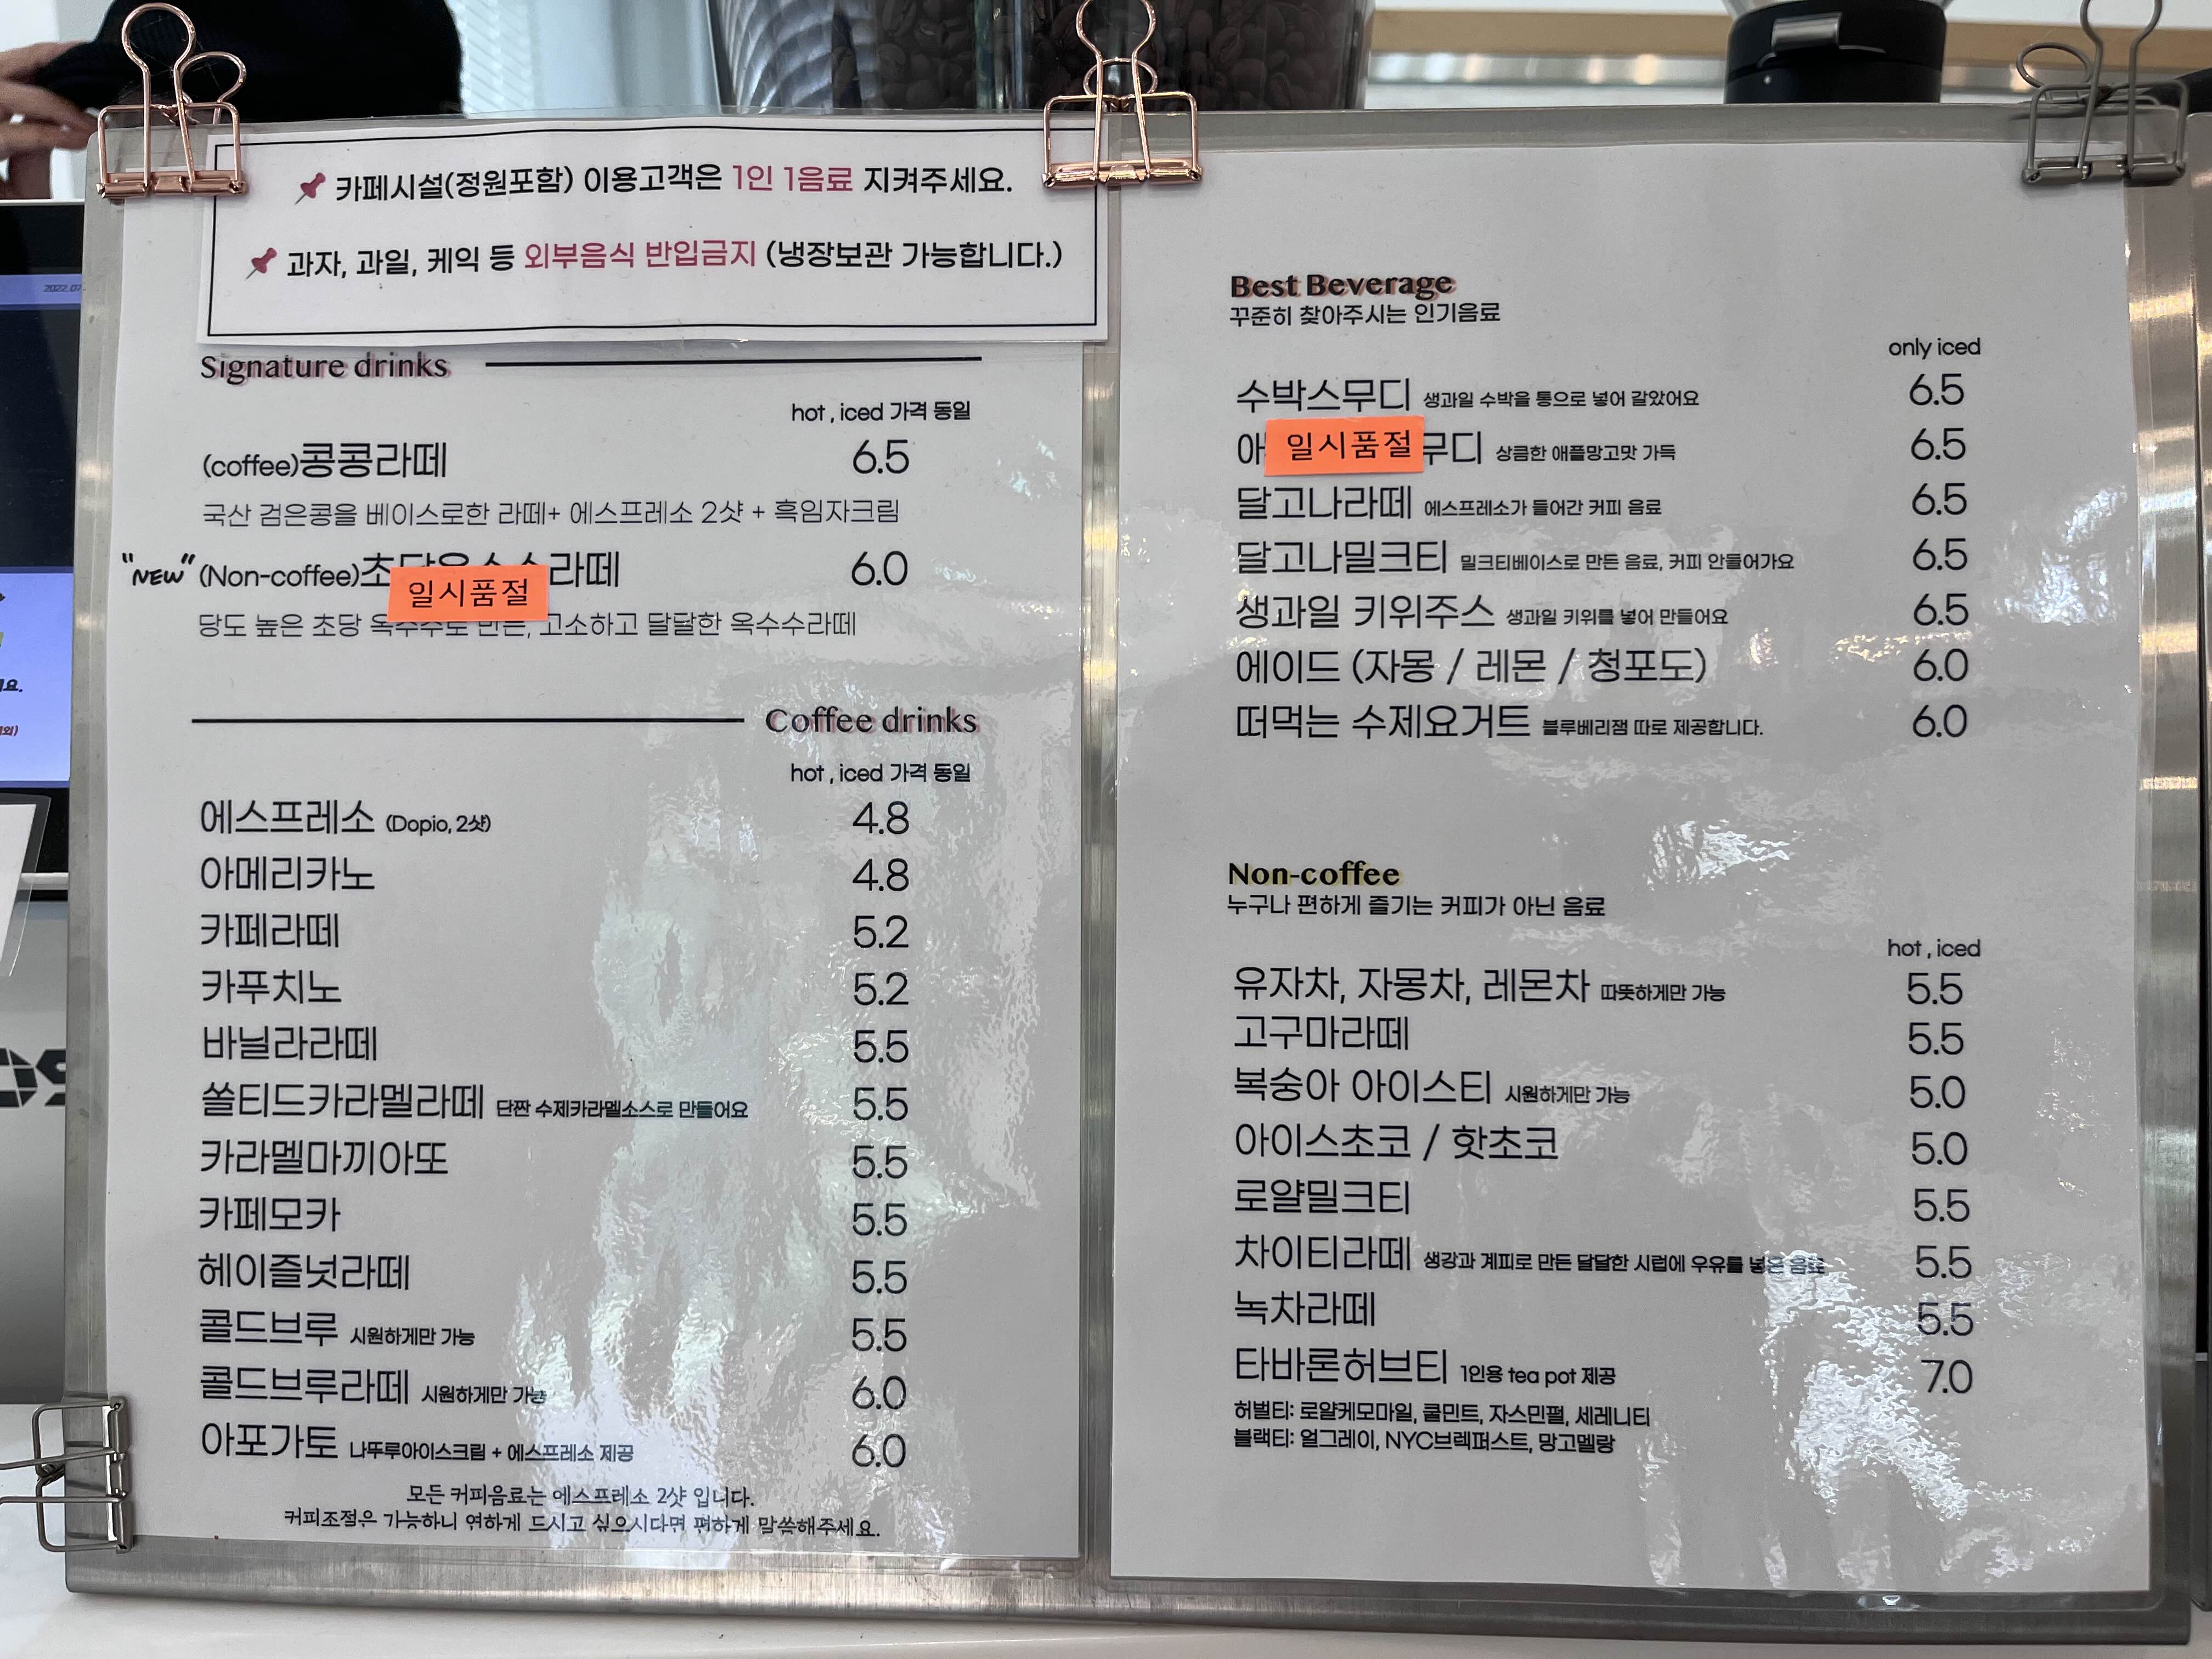 카페시설(정원포함) 이용고객은 1인 1음료 지켜주세요.
과자, 과일, 케익 등 외부음식 반입금지 (냉장보관 가능합니다.)
Signature drinks
hot , iced 가격 동일
(coffee)콩콩라떼 6.5
국산 검은콩을 베이스로한 라떼+ 에스프레소 2샷 + 흑임자크림
"NEW" (Non-coffee)초당옥수수라떼 6.0
일시품절
당도 높은 초당 옥수수로 만든, 고소하고 달달한 옥수수라떼
Coffee drinks
hot , iced 가격 동일
에스프레소 (Dopio, 2샷) 4.8
아메리카노 4.8
카페라떼 5.2
카푸치노 5.2
바닐라라떼 5.5
쏠티드카라멜라떼 단짠 수제카라멜소스로 만들어요 5.5
카라멜마끼아또 5.5
카페모카 5.5
헤이즐넛라떼 5.5
콜드브루 시원하게만 가능 5.5
콜드브루라떼 시원하게만 가능 6.0
아포가토 나뚜루아이스크림 + 에스프레소 제공 6.0
모든 커피음료는 에스프레소 2샷 입니다.
커피조절은 가능하니 연하게 드시고 싶으시다면 편하게 말씀해주세요.
Best Beverage
꾸준히 찾아주시는 인기음료
only iced
수박스무디 생과일 수박을 통으로 넣어 갈았어요 6.5
아 일시품절 무디 상큼한 애플망고맛 가득 6.5
달고나라떼 에스프레소가 들어간 커피 음료 6.5
달고나밀크티 밀크티베이스로 만든 음료, 커피 안들어가요 6.5
생과일 키위주스 생과일 키위를 넣어 만들어요 6.5
에이드 (자몽 / 레몬 / 청포도) 6.0
떠먹는 수제요거트 블루베리잼 따로 제공합니다. 6.0
Non-coffee
누구나 편하게 즐기는 커피가 아닌 음료
hot , iced
유자차, 자몽차, 레몬차 따뜻하게만 가능 5.5
고구마라떼 5.5
복숭아 아이스티 시원하게만 가능 5.0
아이스초코 / 핫초코 5.0
로얄밀크티 5.5
차이티라떼 생강과 계피로 만든 달달한 시럽에 우유를 넣은 음료 5.5
녹차라떼 5.5
타바론허브티 1인용 tea pot 제공 7.0
허벌티: 로얄케모마일, 쿨민트, 자스민펄, 세레니티
블랙티: 얼그레이, NYC브렉퍼스트, 망고멜랑